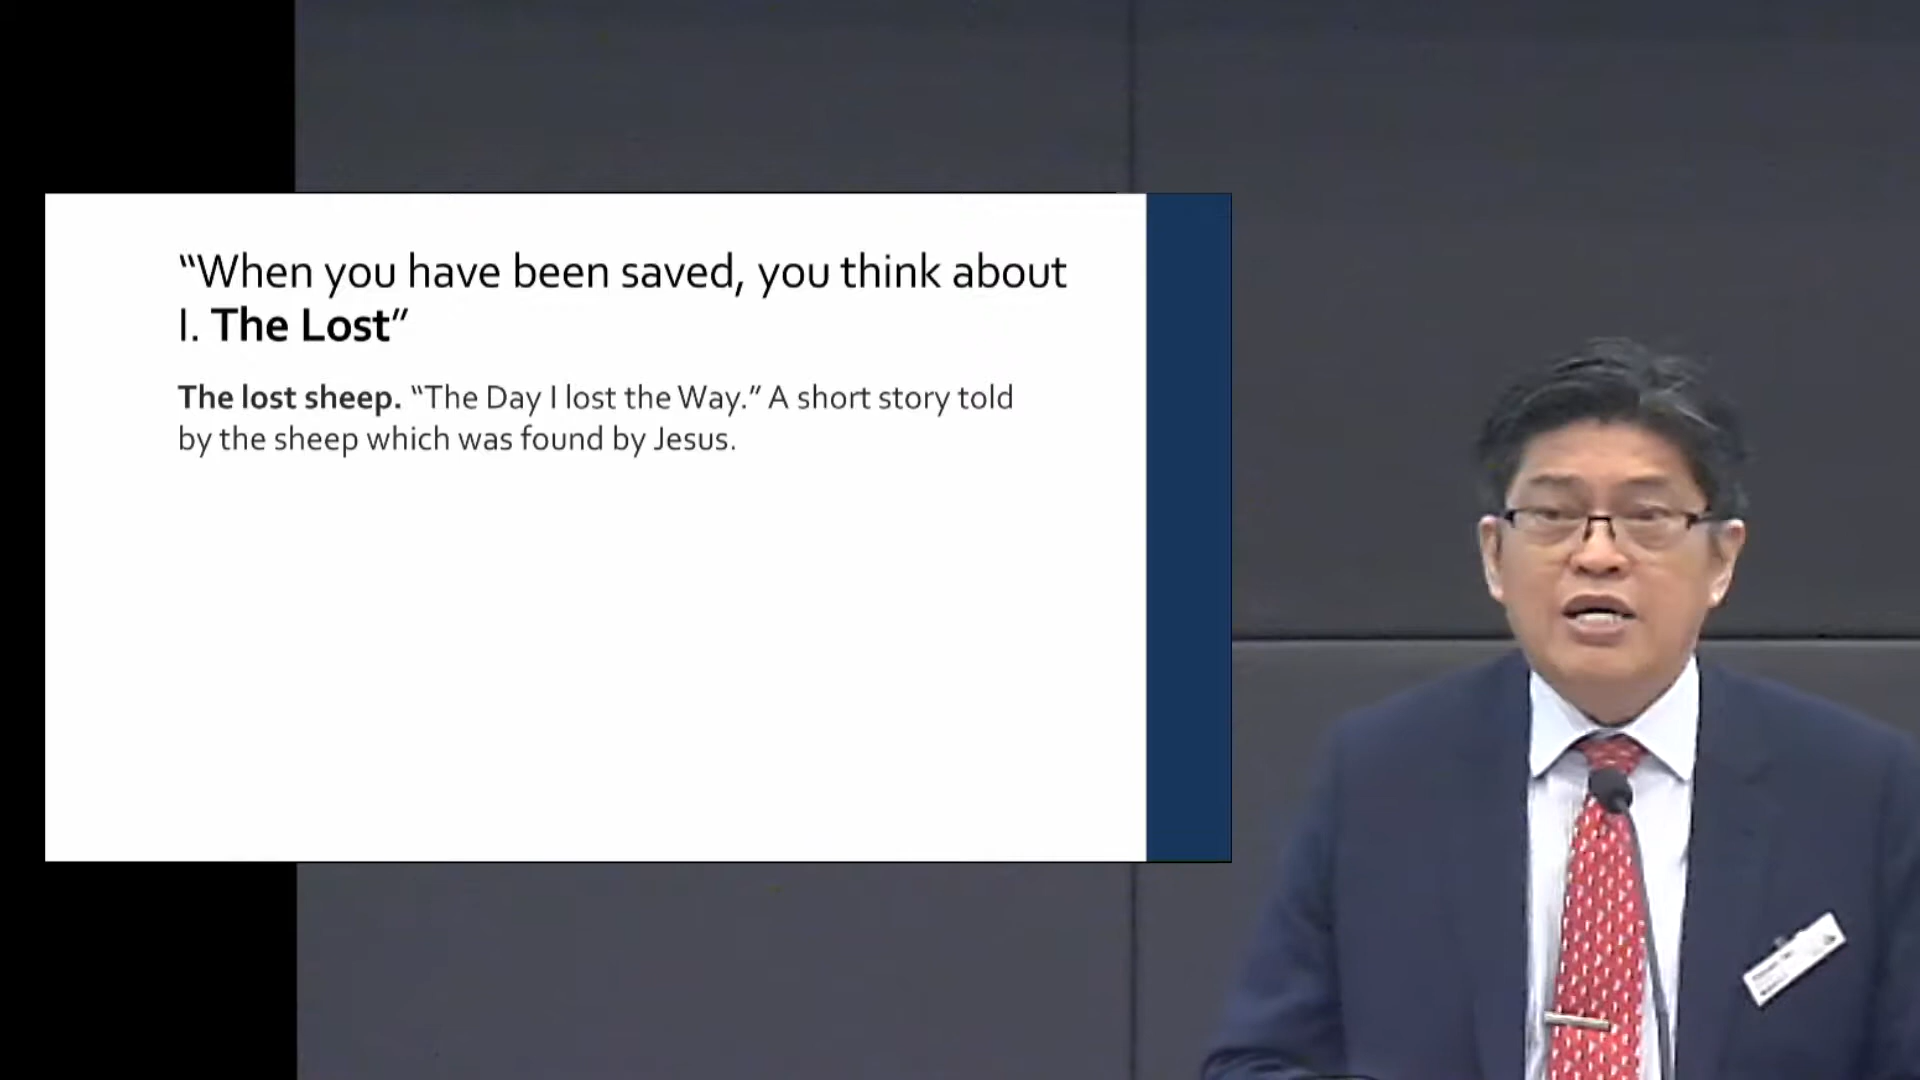 “When you have been saved, you think about
I. The Lost”
The lost sheep. “The Day I lost the Way.” A short story told
by the sheep which was found by Jesus.